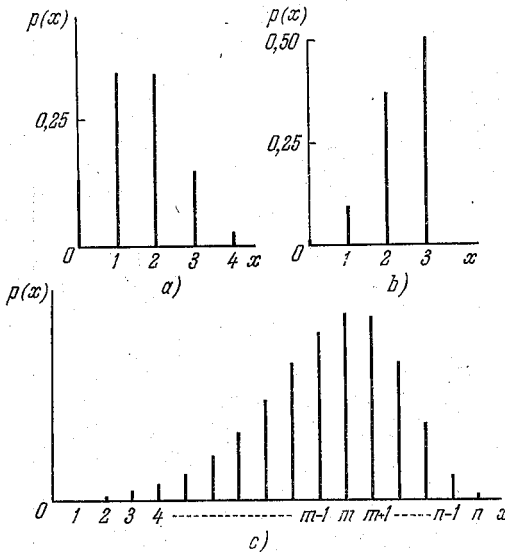 p(x)
0,25
0 1 2 3 4 x
a)
p(x)
0,50
0,25
0 1 2 3 x
b)
p(x)
0 1 2 3 4 ---------------- m-1 m m+1 ------ n-1 n x
c)